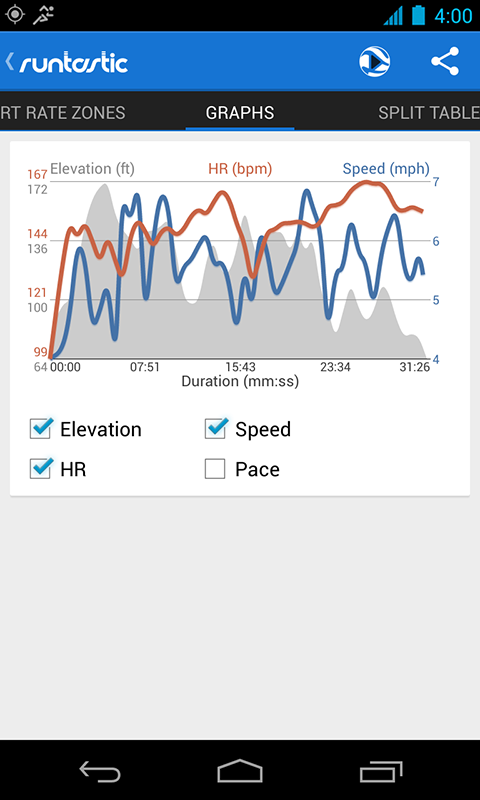 4:00
runtastic
RT RATE ZONES GRAPHS SPLIT TABLE
Elevation (ft) HR (bpm) Speed (mph)
167 7
172
144 6
136
121 5
100
99 4
64 00:00 07:51 15:43 23:34 31:26
Duration (mm:ss)
Elevation Speed
HR Pace